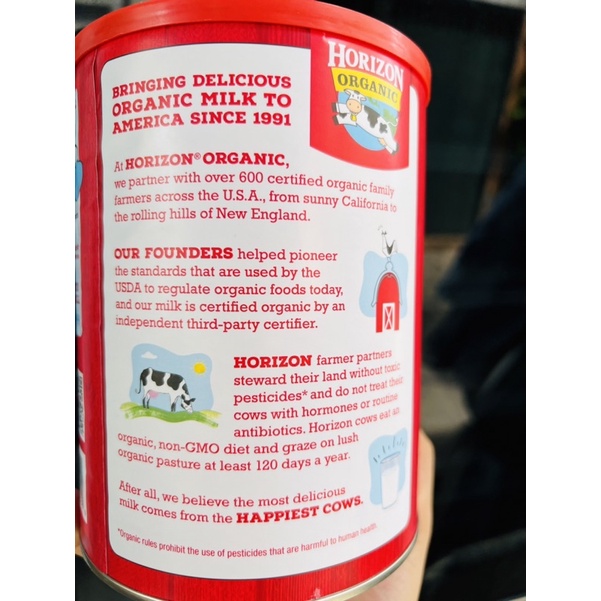 HORIZON
ORGANIC
BRINGING DELICIOUS
ORGANIC MILK TO
AMERICA SINCE 1991
At HORIZON® ORGANIC,
we partner with over 600 certified organic family
farmers across the U.S.A., from sunny California to
the rolling hills of New England.
OUR FOUNDERS helped pioneer
the standards that are used by the
USDA to regulate organic foods today,
and our milk is certified organic by an
independent third-party certifier.
HORIZON farmer partners
steward their land without toxic
pesticides* and do not treat their
cows with hormones or routine
antibiotics. Horizon cows eat an
organic, non-GMO diet and graze on lush
organic pasture at least 120 days a year.
After all, we believe the most delicious
milk comes from the HAPPIEST COWS.
*Organic rules prohibit the use of pesticides that are harmful to human health.